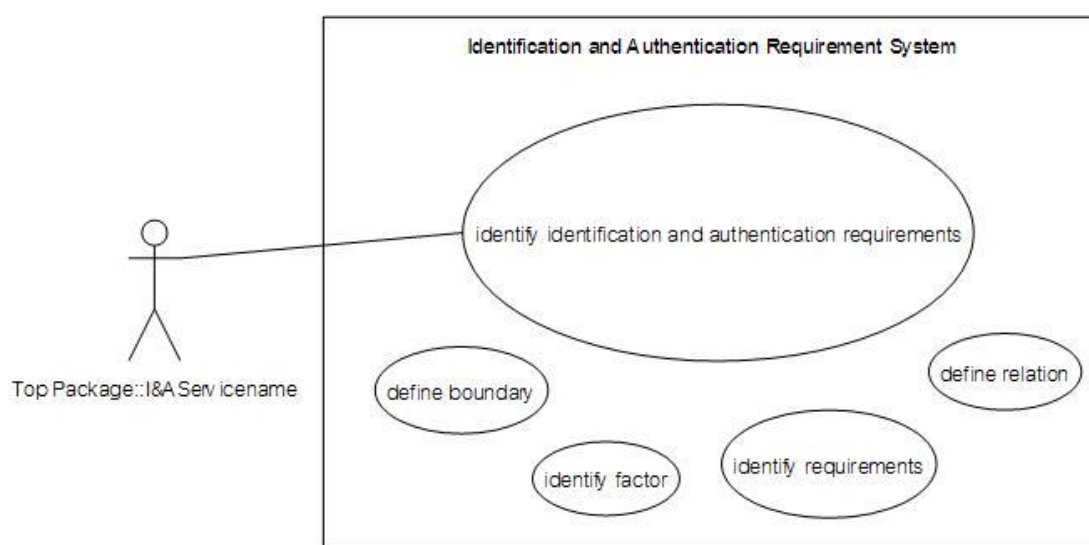 Identification and Authentication Requirement System
identify identification and authentication requirements
Top Package::I&A Servicename
define boundary
define relation
identify factor
identify requirements